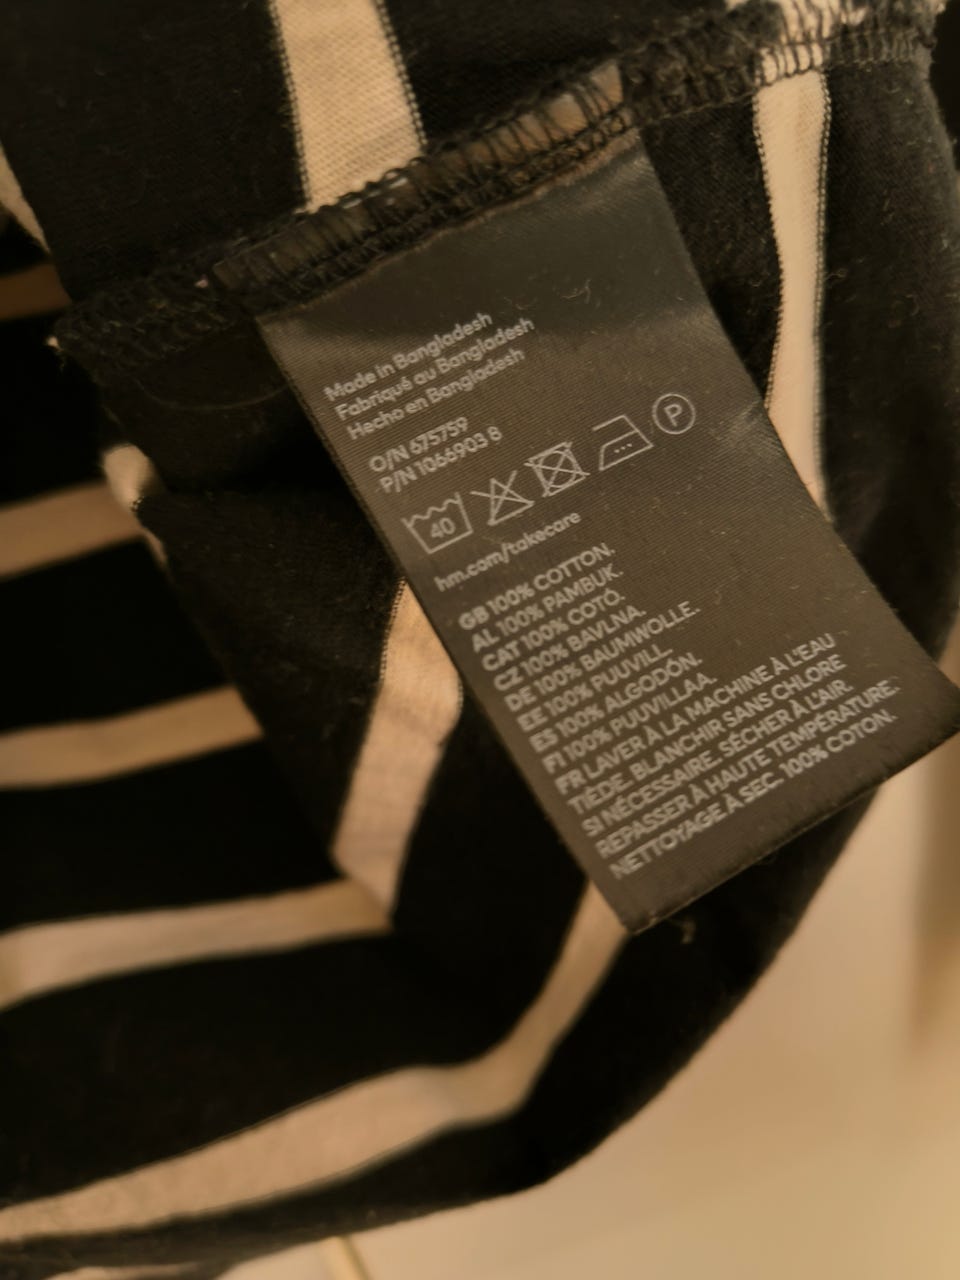 Made in Bangladesh
Fabriqué au Bangladesh
Hecho en Bangladesh
O/N 675759
P/N 1066903 8
40 P
hm.com/takecare
GB 100% COTTON.
AL 100% PAMBUK.
CAT 100% COTÓ.
CZ 100% BAVLNA.
DE 100% BAUMWOLLE.
EE 100% PUUVILL.
ES 100% ALGODÓN.
FI 100% PUUVILLAA.
FR LAVER À LA MACHINE À L'EAU
TIÈDE. BLANCHIR SANS CHLORE
SI NÉCESSAIRE. SÉCHER À L'AIR.
REPASSER À HAUTE TEMPÉRATURE.
NETTOYAGE À SEC. 100% COTON.